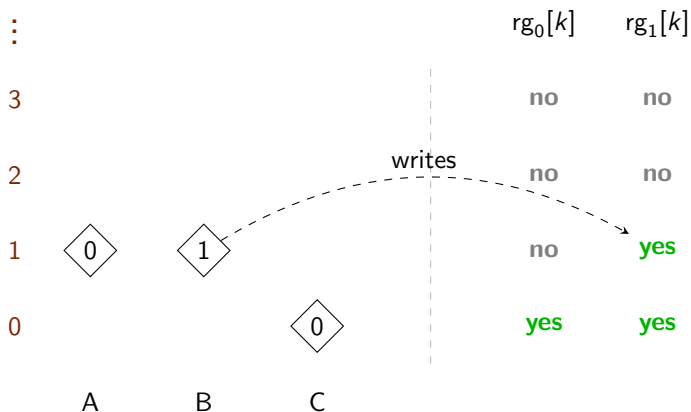 ⋮ rg₀[k] rg₁[k]
3 no no
2 writes no no
1 0 1 no yes
0 0 yes yes
A B C